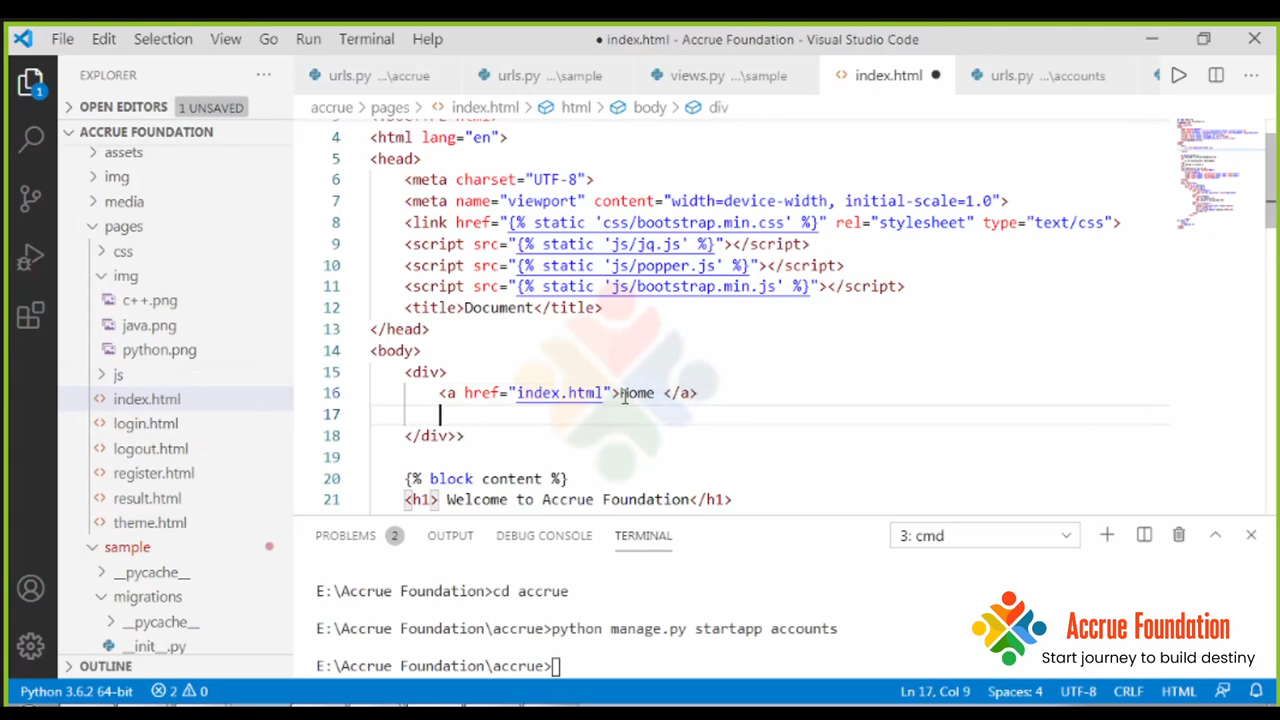 File Edit Selection View Go Run Terminal Help
● index.html - Accrue Foundation - Visual Studio Code
EXPLORER
urls.py ...\accrue urls.py ...\sample views.py ...\sample index.html ● urls.py ...\accounts
OPEN EDITORS 1 UNSAVED
accrue > pages > index.html > html > body > div
ACCRUE FOUNDATION
assets
img
media
pages
css
img
c++.png
java.png
python.png
js
index.html
login.html
logout.html
register.html
result.html
theme.html
sample
__pycache__
migrations
__pycache__
__init__.py
OUTLINE
4 <html lang="en">
5 <head>
6 <meta charset="UTF-8">
7 <meta name="viewport" content="width=device-width, initial-scale=1.0">
8 <link href="{% static 'css/bootstrap.min.css' %}" rel="stylesheet" type="text/css">
9 <script src="{% static 'js/jq.js' %}"></script>
10 <script src="{% static 'js/popper.js' %}"></script>
11 <script src="{% static 'js/bootstrap.min.js' %}"></script>
12 <title>Document</title>
13 </head>
14 <body>
15 <div>
16 <a href="index.html">Home </a>
17
18 </div>>
19
20 {% block content %}
21 <h1> Welcome to Accrue Foundation</h1>
PROBLEMS 2 OUTPUT DEBUG CONSOLE TERMINAL 3: cmd
E:\Accrue Foundation>cd accrue
E:\Accrue Foundation\accrue>python manage.py startapp accounts
E:\Accrue Foundation\accrue>
Accrue Foundation
Start journey to build destiny
Python 3.6.2 64-bit 2 0 Ln 17, Col 9 Spaces: 4 UTF-8 CRLF HTML